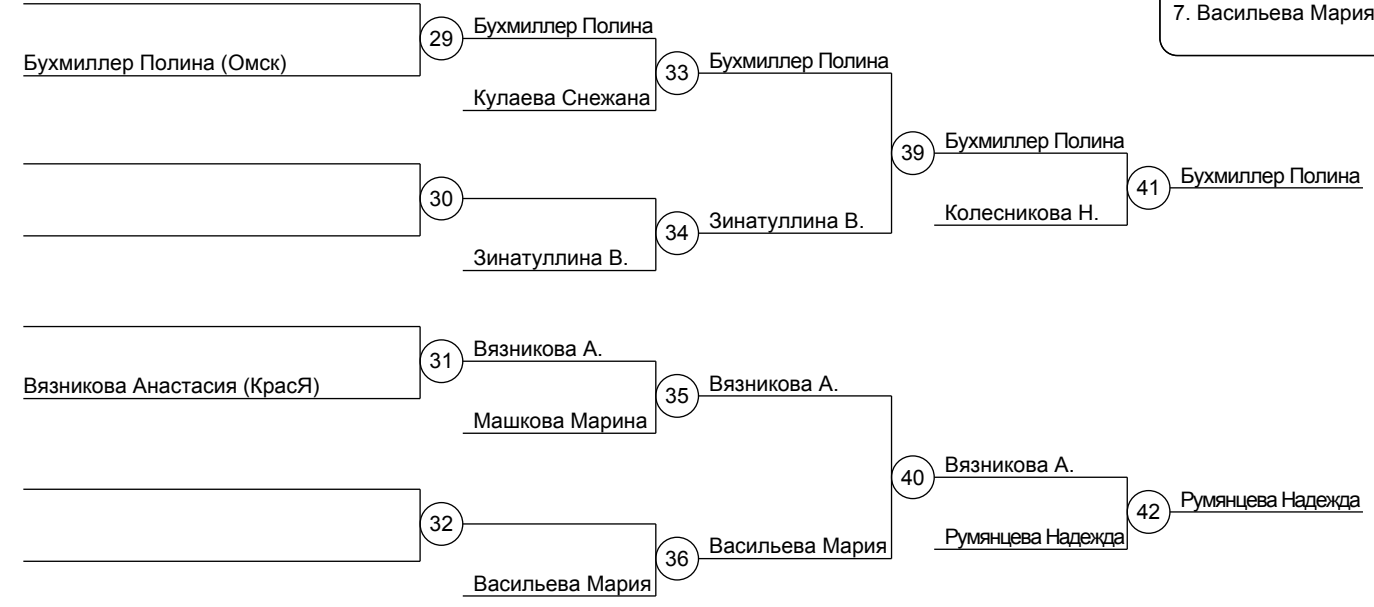 7. Васильева Мария
29
Бухмиллер Полина
Бухмиллер Полина (Омск)
33
Бухмиллер Полина
Кулаева Снежана
39
Бухмиллер Полина
41
Бухмиллер Полина
30
Колесникова Н.
34
Зинатуллина В.
Зинатуллина В.
31
Вязникова А.
Вязникова Анастасия (КрасЯ)
35
Вязникова А.
Машкова Марина
40
Вязникова А.
42
Румянцева Надежда
32
Румянцева Надежда
36
Васильева Мария
Васильева Мария